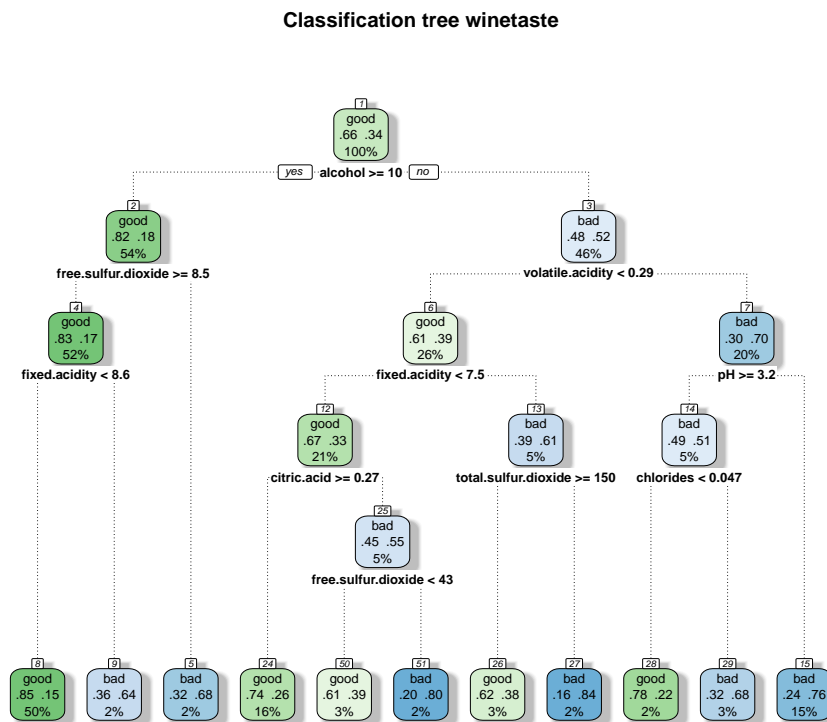 Classification tree winetaste
1
good
.66 .34
100%
yes alcohol >= 10 no
2
good
.82 .18
54%
free.sulfur.dioxide >= 8.5
3
bad
.48 .52
46%
volatile.acidity < 0.29
4
good
.83 .17
52%
fixed.acidity < 8.6
6
good
.61 .39
26%
fixed.acidity < 7.5
7
bad
.30 .70
20%
pH >= 3.2
12
good
.67 .33
21%
citric.acid >= 0.27
13
bad
.39 .61
5%
total.sulfur.dioxide >= 150
14
bad
.49 .51
5%
chlorides < 0.047
25
bad
.45 .55
5%
free.sulfur.dioxide < 43
8
good
.85 .15
50%
9
bad
.36 .64
2%
5
bad
.32 .68
2%
24
good
.74 .26
16%
50
good
.61 .39
3%
51
bad
.20 .80
2%
26
good
.62 .38
3%
27
bad
.16 .84
2%
28
good
.78 .22
2%
29
bad
.32 .68
3%
15
bad
.24 .76
15%